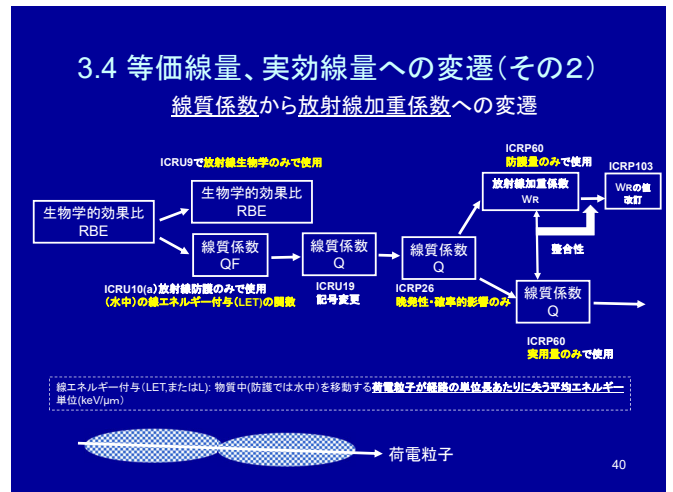 3.4 等価線量、実効線量への変遷(その２)
線質係数から放射線加重係数への変遷
ICRP60
防護量のみで使用
ICRU9で放射線生物学のみで使用
ICRP103
生物学的効果比
RBE
放射線加重係数
WR
WRの値
改訂
生物学的効果比
RBE
線質係数
QF
線質係数
Q
線質係数
Q
整合性
ICRU10(a)放射線防護のみで使用
(水中)の線エネルギー付与(LET)の関数
ICRU19
記号変更
ICRP26
晩発性・確率的影響のみ
線質係数
Q
ICRP60
実用量のみで使用
線エネルギー付与(LET,またはL): 物質中(防護では水中)を移動する荷電粒子が経路の単位長あたりに失う平均エネルギー
単位(keV/μm)
荷電粒子
40